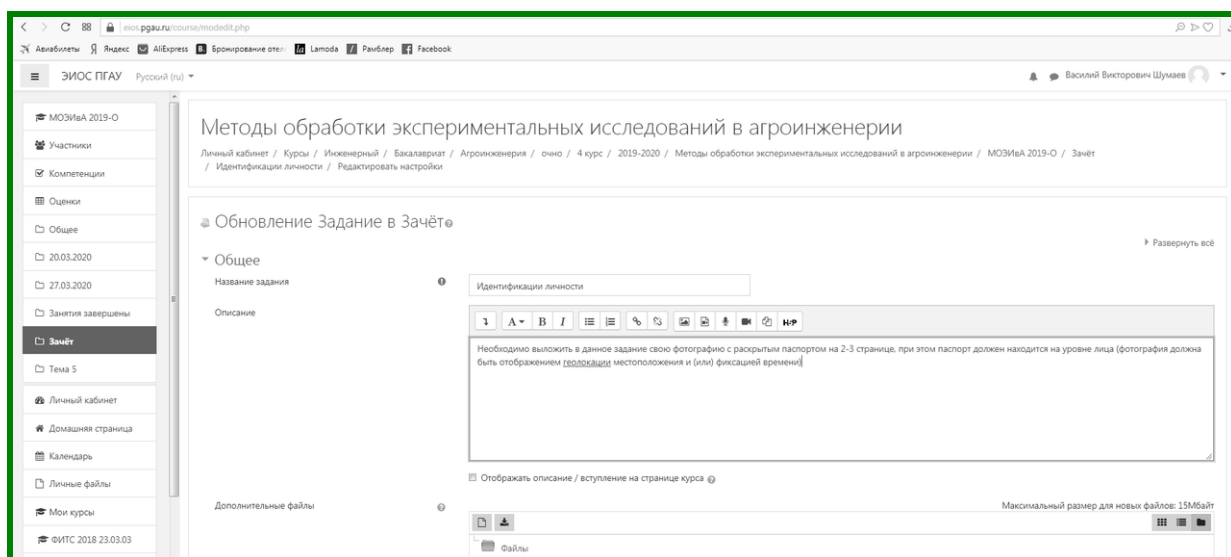 eios.pgau.ru/course/modedit.php
Авиабилеты Яндекс AliExpress Бронирование отел Lamoda Рамблер Facebook
ЭИОС ПГАУ Русский (ru)
Василий Викторович Шумаев
МОЭИвА 2019-О
Участники
Компетенции
Оценки
Общее
20.03.2020
27.03.2020
Занятия завершены
Зачёт
Тема 5
Личный кабинет
Домашняя страница
Календарь
Личные файлы
Мои курсы
ФИТС 2018 23.03.03
Методы обработки экспериментальных исследований в агроинженерии
Личный кабинет / Курсы / Инженерный / Бакалавриат / Агроинженерия / очно / 4 курс / 2019-2020 / Методы обработки экспериментальных исследований в агроинженерии / МОЭИвА 2019-О / Зачёт
/ Идентификации личности / Редактировать настройки
Обновление Задание в Зачёт
Развернуть всё
Общее
Название задания
Идентификации личности
Описание
A B I H-P
Необходимо выложить в данное задание свою фотографию с раскрытым паспортом на 2-3 странице, при этом паспорт должен находится на уровне лица (фотография должна
быть отображением геолокации местоположения и (или) фиксацией времени)
Отображать описание / вступление на странице курса
Дополнительные файлы
Максимальный размер для новых файлов: 15Мбайт
Файлы